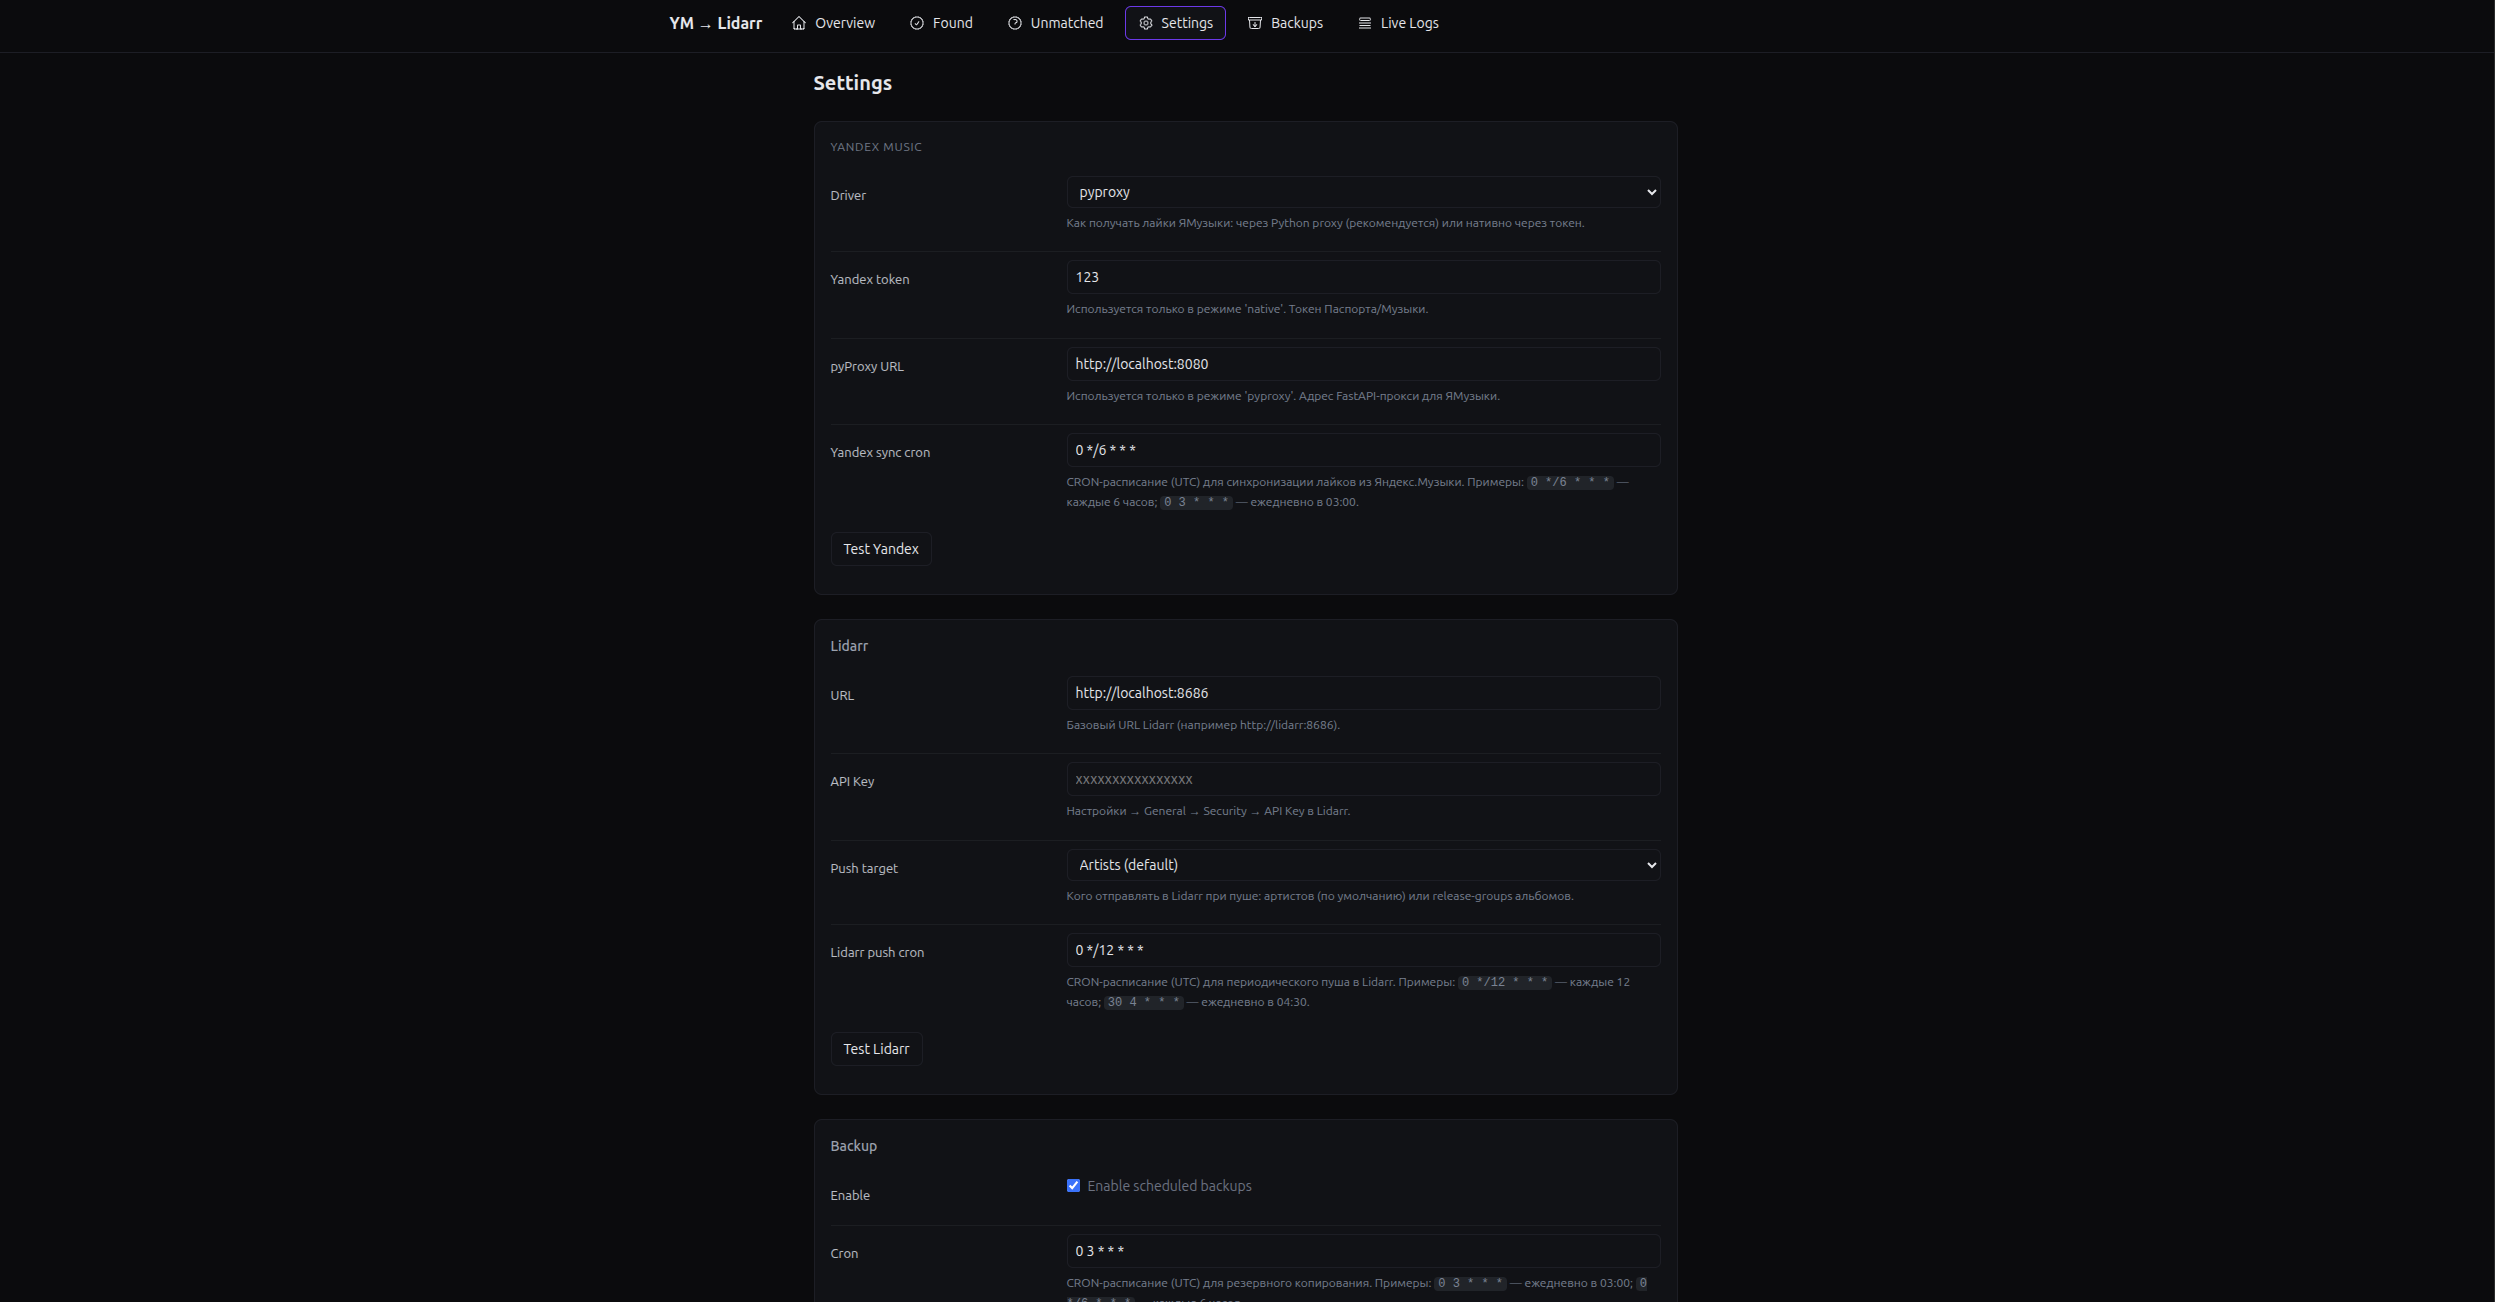 YM → Lidarr Overview Found Unmatched Settings Backups Live Logs
Settings
YANDEX MUSIC
Driver
pyproxy
Как получать лайки ЯМузыки: через Python proxy (рекомендуется) или нативно через токен.
Yandex token
123
Используется только в режиме 'native'. Токен Паспорта/Музыки.
pyProxy URL
http://localhost:8080
Используется только в режиме 'pyproxy'. Адрес FastAPI-прокси для ЯМузыки.
Yandex sync cron
0 */6 * * *
CRON-расписание (UTC) для синхронизации лайков из Яндекс.Музыки. Примеры: 0 */6 * * * —
каждые 6 часов; 0 3 * * * — ежедневно в 03:00.
Test Yandex
Lidarr
URL
http://localhost:8686
Базовый URL Lidarr (например http://lidarr:8686).
API Key
xxxxxxxxxxxxxxxx
Настройки → General → Security → API Key в Lidarr.
Push target
Artists (default)
Кого отправлять в Lidarr при пуше: артистов (по умолчанию) или release-groups альбомов.
Lidarr push cron
0 */12 * * *
CRON-расписание (UTC) для периодического пуша в Lidarr. Примеры: 0 */12 * * * — каждые 12
часов; 30 4 * * * — ежедневно в 04:30.
Test Lidarr
Backup
Enable
Enable scheduled backups
Cron
0 3 * * *
CRON-расписание (UTC) для резервного копирования. Примеры: 0 3 * * * — ежедневно в 03:00; 0